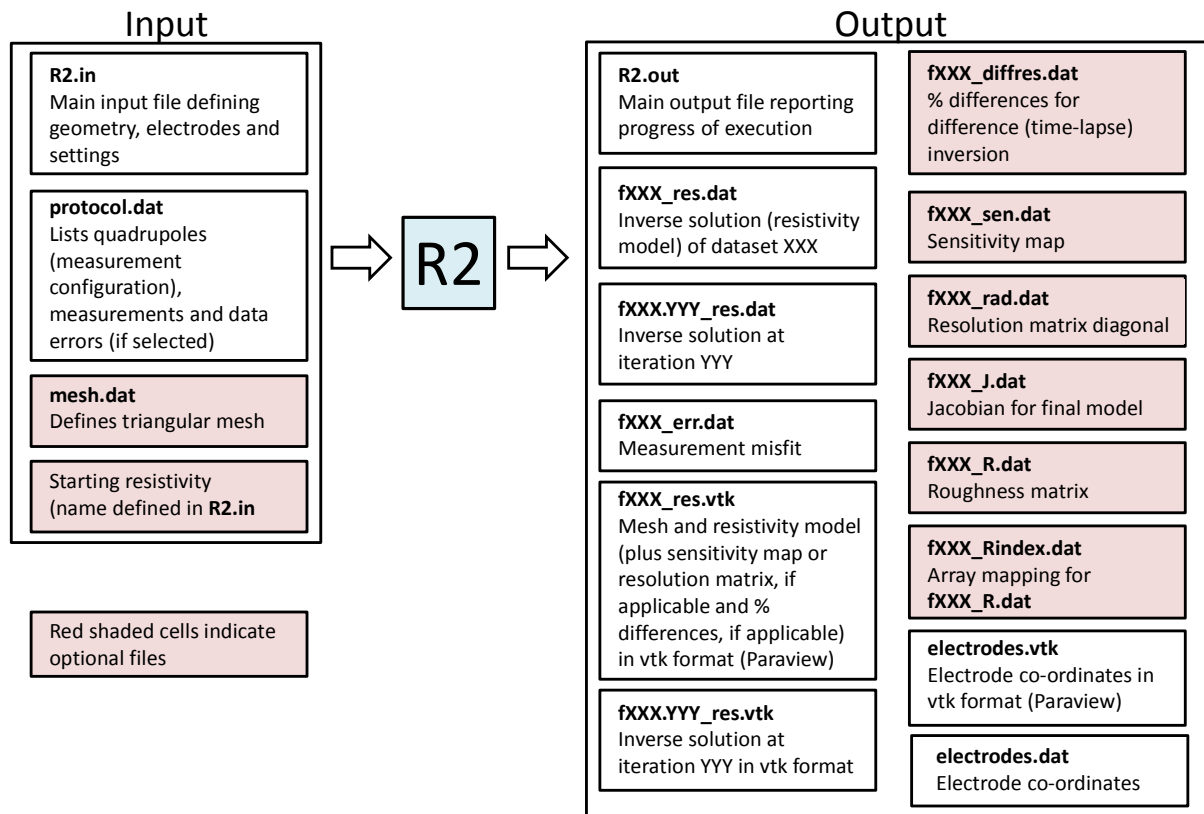 Input
R2.in
Main input file defining
geometry, electrodes and
settings
protocol.dat
Lists quadrupoles
(measurement
configuration),
measurements and data
errors (if selected)
mesh.dat
Defines triangular mesh
Starting resistivity
(name defined in R2.in
Red shaded cells indicate
optional files
R2
Output
R2.out
Main output file reporting
progress of execution
fXXX_res.dat
Inverse solution (resistivity
model) of dataset XXX
fXXX.YYY_res.dat
Inverse solution at
iteration YYY
fXXX_err.dat
Measurement misfit
fXXX_res.vtk
Mesh and resistivity model
(plus sensitivity map or
resolution matrix, if
applicable and %
differences, if applicable)
in vtk format (Paraview)
fXXX.YYY_res.vtk
Inverse solution at
iteration YYY in vtk format
fXXX_diffres.dat
% differences for
difference (time-lapse)
inversion
fXXX_sen.dat
Sensitivity map
fXXX_rad.dat
Resolution matrix diagonal
fXXX_J.dat
Jacobian for final model
fXXX_R.dat
Roughness matrix
fXXX_Rindex.dat
Array mapping for
fXXX_R.dat
electrodes.vtk
Electrode co-ordinates in
vtk format (Paraview)
electrodes.dat
Electrode co-ordinates